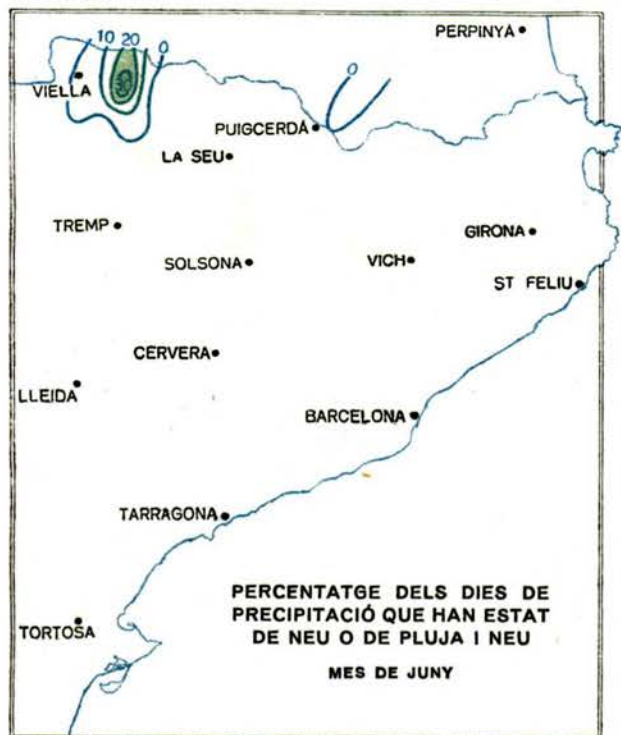 PERPINYÀ
10 20 0
VIELLA
0
PUIGCERDÀ
LA SEU
TREMP
GIRONA
SOLSONA
VICH
ST FELIU
CERVERA
LLEIDA
BARCELONA
TARRAGONA
TORTOSA
PERCENTATGE DELS DIES DE
PRECIPITACIÓ QUE HAN ESTAT
DE NEU O DE PLUJA I NEU
MES DE JUNY